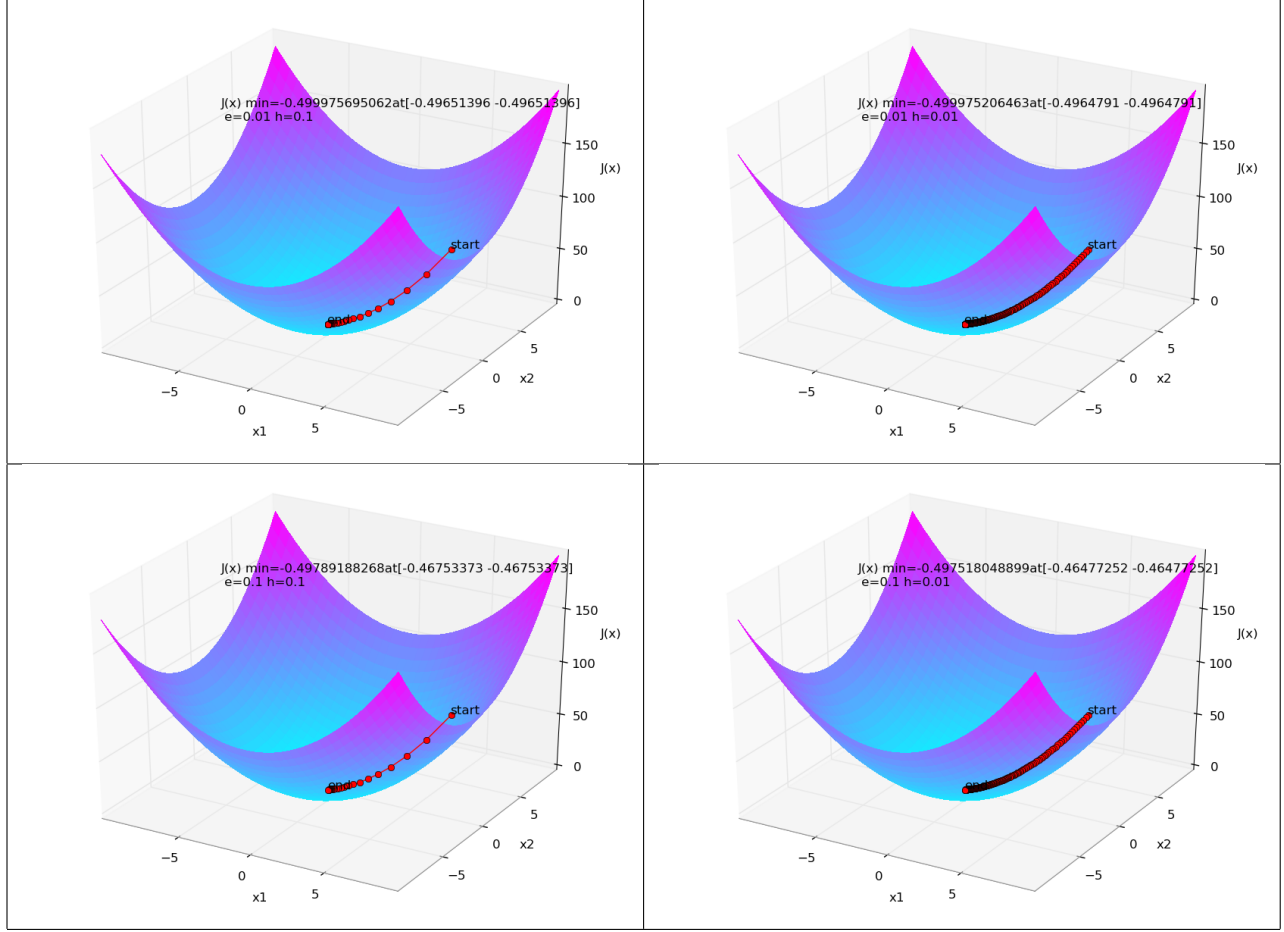 J(x) min=-0.499975695062at[-0.49651396 -0.49651396]
e=0.01 h=0.1
150
J(x)
100
start
50
end
0
5
−5
0
x2
0
−5
5
x1
J(x) min=-0.499975206463at[-0.4964791 -0.4964791]
e=0.01 h=0.01
150
J(x)
100
start
50
end
0
5
−5
0
x2
0
−5
5
x1
J(x) min=-0.49789188268at[-0.46753373 -0.46753373]
e=0.1 h=0.1
150
J(x)
100
start
50
end
0
5
−5
0
x2
0
−5
5
x1
J(x) min=-0.497518048899at[-0.46477252 -0.46477252]
e=0.1 h=0.01
150
J(x)
100
start
50
end
0
5
−5
0
x2
0
−5
5
x1